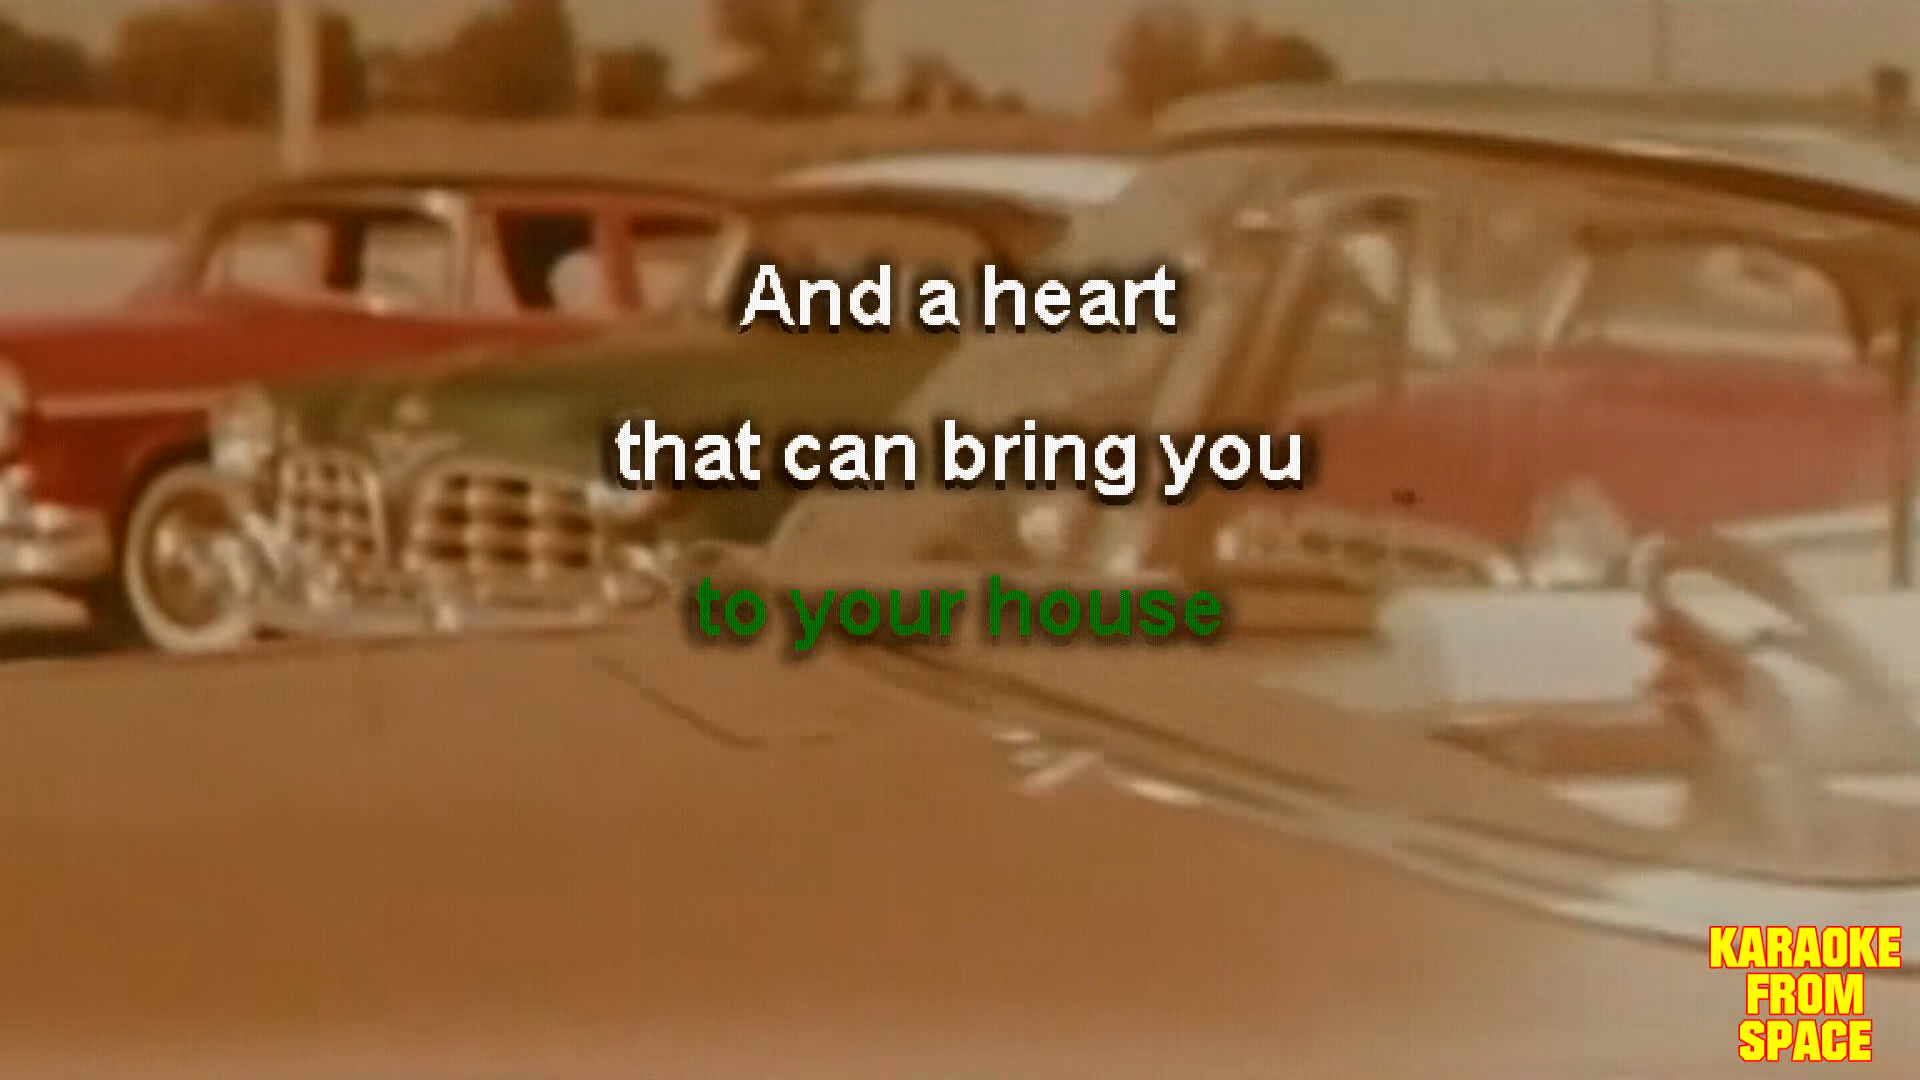 And a heart
that can bring you
to your house
KARAOKE
FROM
SPACE